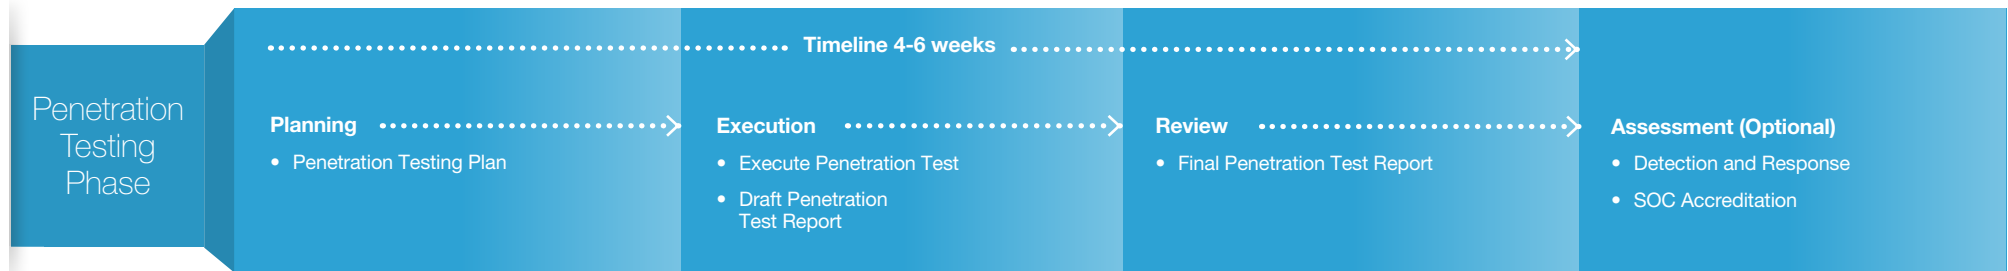 Penetration
Testing
Phase
Timeline 4-6 weeks
Planning
• Penetration Testing Plan
Execution
• Execute Penetration Test
• Draft Penetration
Test Report
Review
• Final Penetration Test Report
Assessment (Optional)
• Detection and Response
• SOC Accreditation